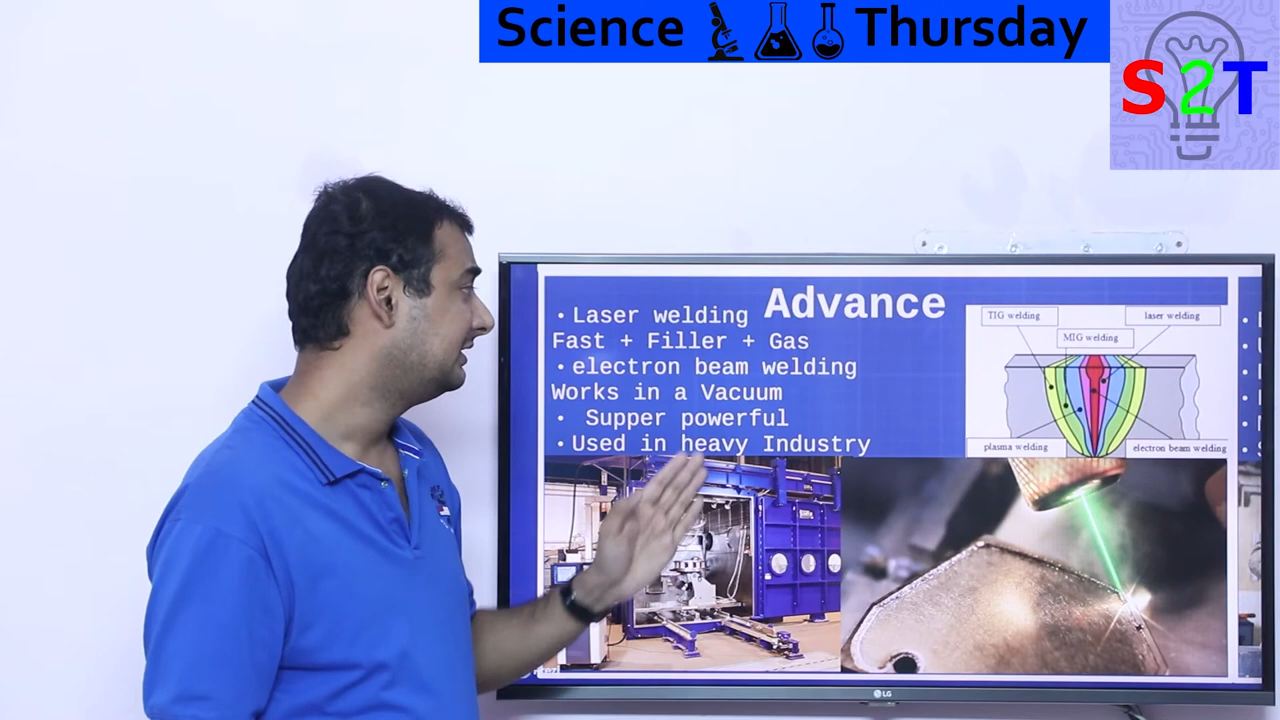 Science Thursday
S2T
Advance
• Laser welding
Fast + Filler + Gas
• electron beam welding
Works in a Vacuum
• Supper powerful
• Used in heavy Industry
TIG welding
laser welding
MIG welding
plasma welding
electron beam welding
LG